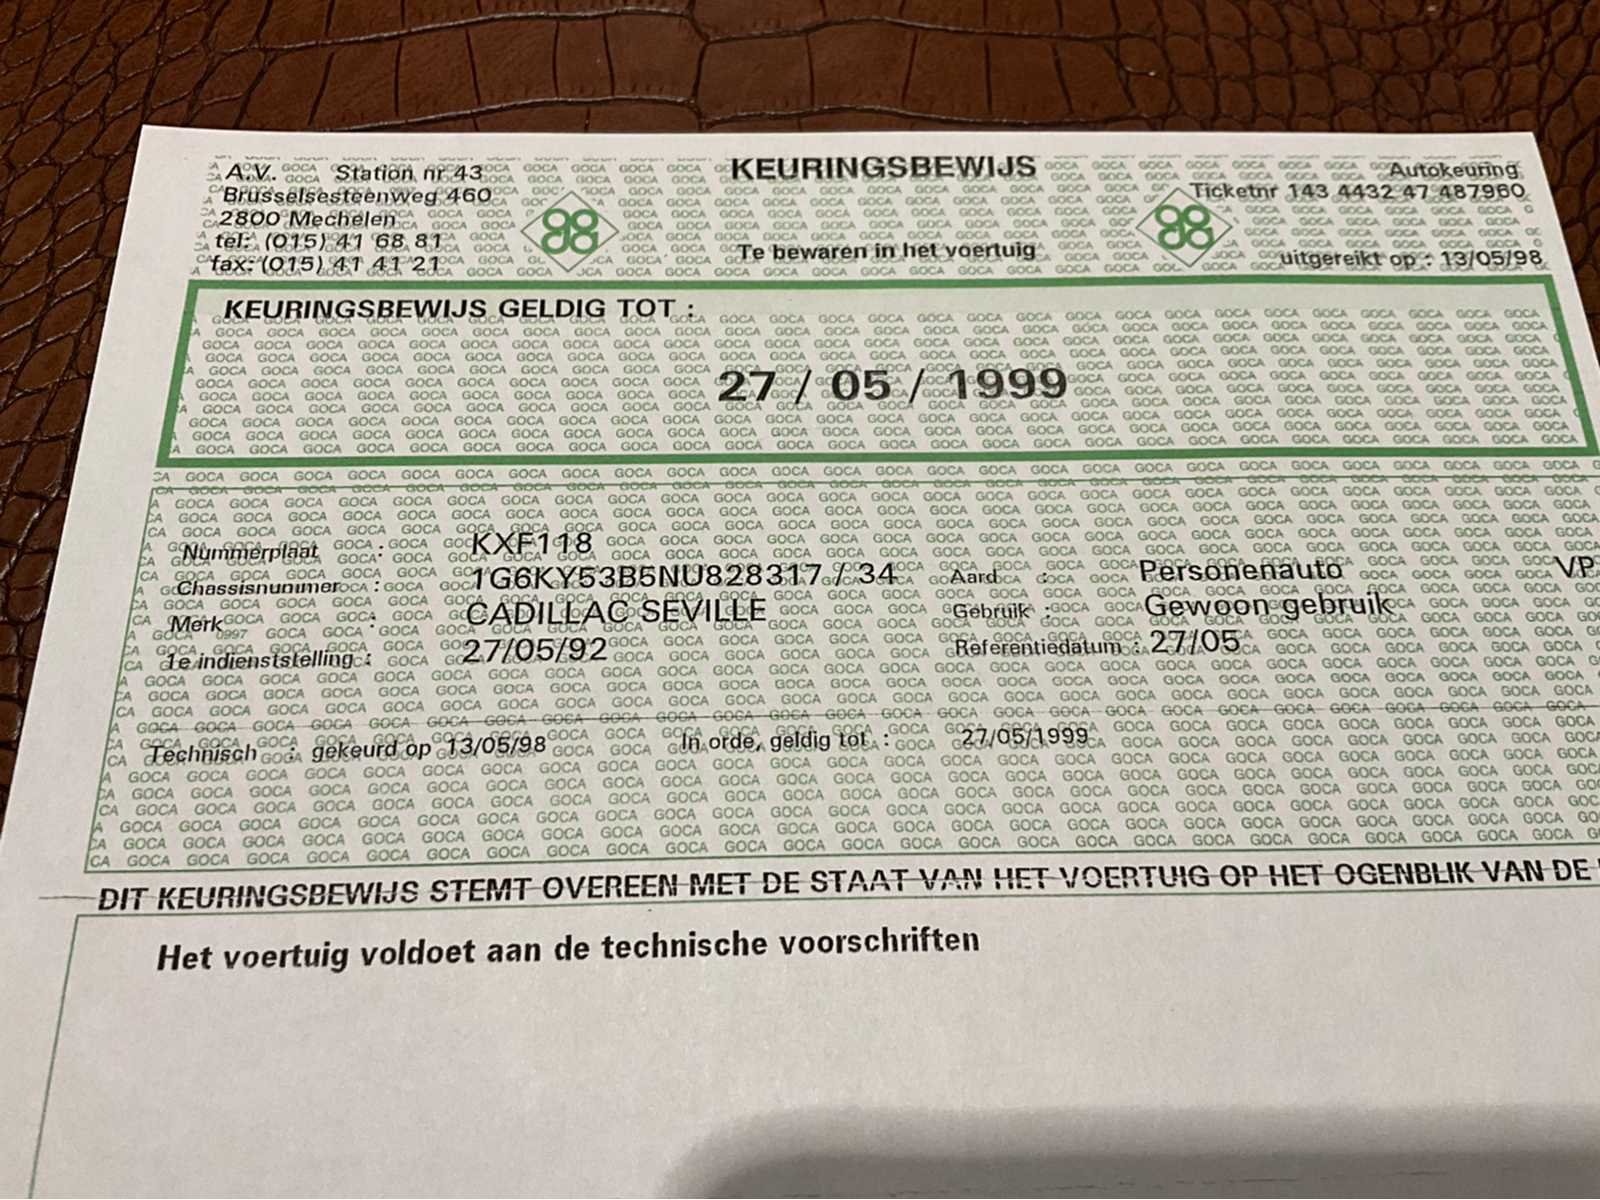 A.V. Station nr 43
Brusselsesteenweg 460
2800 Mechelen
tel: (015) 41 68 81
fax: (015) 41 41 21
KEURINGSBEWIJS
Te bewaren in het voertuig
Autokeuring
Ticketnr 143 4432 47 487960
uitgereikt op : 13/05/98
KEURINGSBEWIJS GELDIG TOT :
27 / 05 / 1999
Nummerplaat : KXF118
Chassisnummer : 1G6KY53B5NU828317 / 34 Aard : Personenauto VP
Merk : CADILLAC SEVILLE Gebruik : Gewoon gebruik
0997
1e indienststelling : 27/05/92 Referentiedatum : 27/05
Technisch : gekeurd op 13/05/98 In orde, geldig tot : 27/05/1999
DIT KEURINGSBEWIJS STEMT OVEREEN MET DE STAAT VAN HET VOERTUIG OP HET OGENBLIK VAN DE
Het voertuig voldoet aan de technische voorschriften